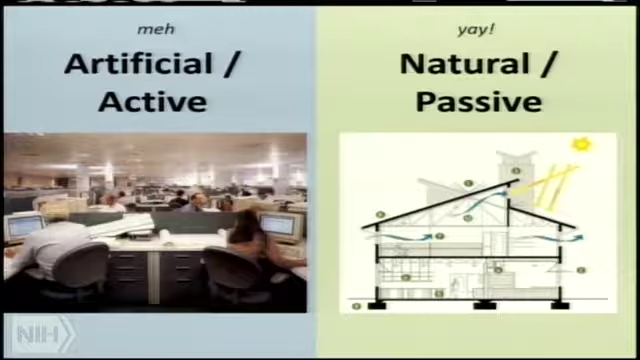 meh
Artificial /
Active
yay!
Natural /
Passive
NIH